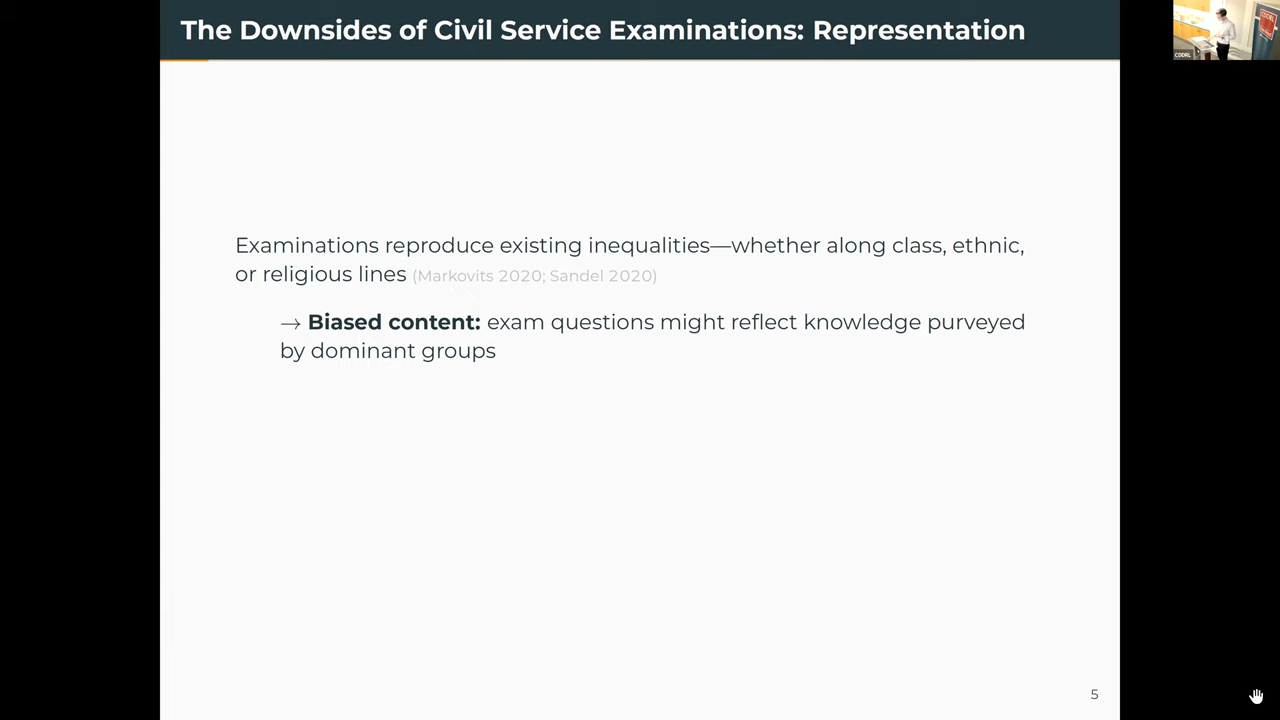 The Downsides of Civil Service Examinations: Representation
CDDRL
Examinations reproduce existing inequalities—whether along class, ethnic,
or religious lines (Markovits 2020; Sandel 2020)
→ Biased content: exam questions might reflect knowledge purveyed
by dominant groups
5